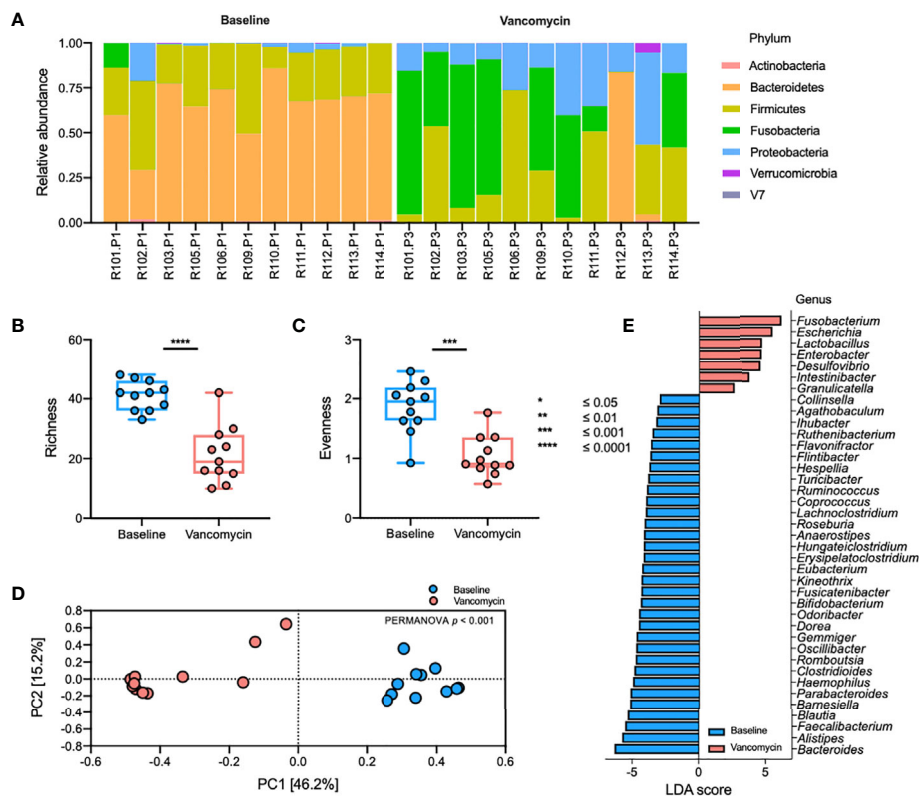 A
Baseline
Vancomycin
Relative abundance
1.00
0.75
0.50
0.25
0.00
R101.P1
R102.P1
R103.P1
R105.P1
R106.P1
R109.P1
R110.P1
R111.P1
R112.P1
R113.P1
R114.P1
R101.P3
R102.P3
R103.P3
R105.P3
R106.P3
R109.P3
R110.P3
R111.P3
R112.P3
R113.P3
R114.P3
Phylum
Actinobacteria
Bacteroidetes
Firmicutes
Fusobacteria
Proteobacteria
Verrucomicrobia
V7
B
Richness
60
40
20
0
****
Baseline
Vancomycin
C
Evenness
3
2
1
0
***
Baseline
Vancomycin
* ≤ 0.05
** ≤ 0.01
*** ≤ 0.001
**** ≤ 0.0001
D
Baseline
Vancomycin
PERMANOVA p < 0.001
PC2 [15.2%]
0.8
0.6
0.4
0.2
0.0
-0.2
-0.4
-0.6
-0.8
-0.6
-0.4
-0.2
0.0
0.2
0.4
0.6
PC1 [46.2%]
E
Genus
Fusobacterium
Escherichia
Lactobacillus
Enterobacter
Desulfovibrio
Intestinibacter
Granulicatella
Collinsella
Agathobaculum
Ihubacter
Ruthenibacterium
Flavonifractor
Flintibacter
Hespellia
Turicibacter
Ruminococcus
Coprococcus
Lachnoclostridium
Roseburia
Anaerostipes
Hungateiclostridium
Erysipelatoclostridium
Eubacterium
Kineothrix
Fusicatenibacter
Bifidobacterium
Odoribacter
Dorea
Gemmiger
Oscillibacter
Romboutsia
Clostridioides
Haemophilus
Parabacteroides
Barnesiella
Blautia
Faecalibacterium
Alistipes
Bacteroides
Baseline
Vancomycin
-5
0
5
LDA score